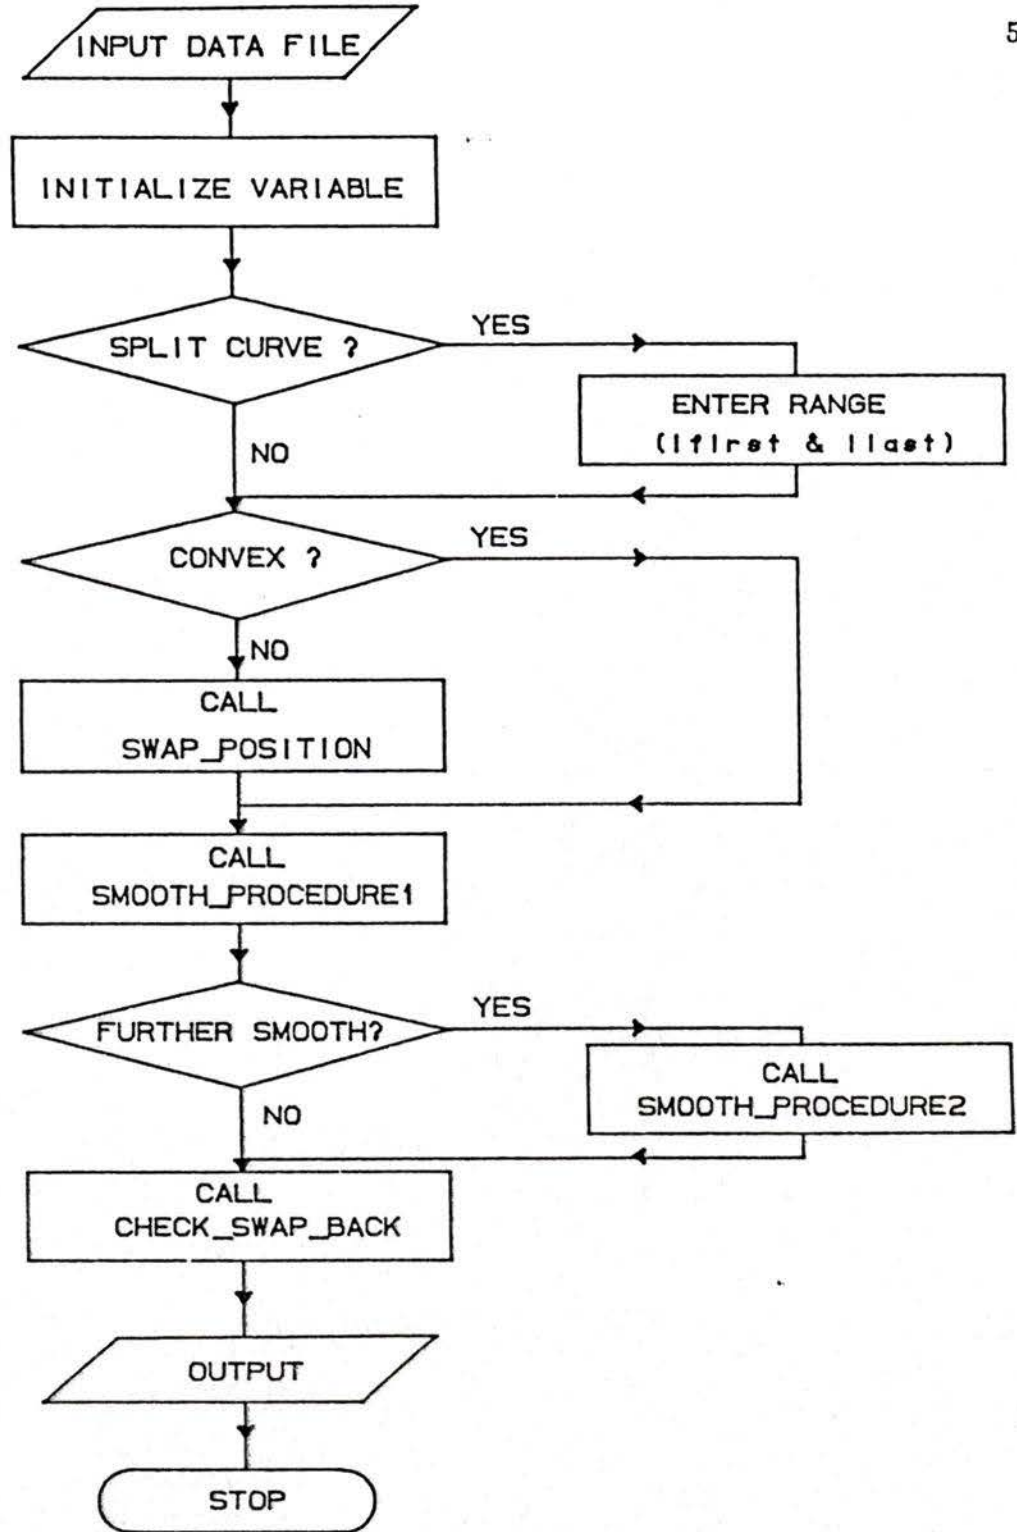 5
INPUT DATA FILE
INITIALIZE VARIABLE
SPLIT CURVE ?
YES
ENTER RANGE
(Ifirst & Ilast)
NO
CONVEX ?
YES
NO
CALL
SWAP_POSITION
CALL
SMOOTH_PROCEDURE1
FURTHER SMOOTH?
YES
CALL
SMOOTH_PROCEDURE2
NO
CALL
CHECK_SWAP_BACK
OUTPUT
STOP